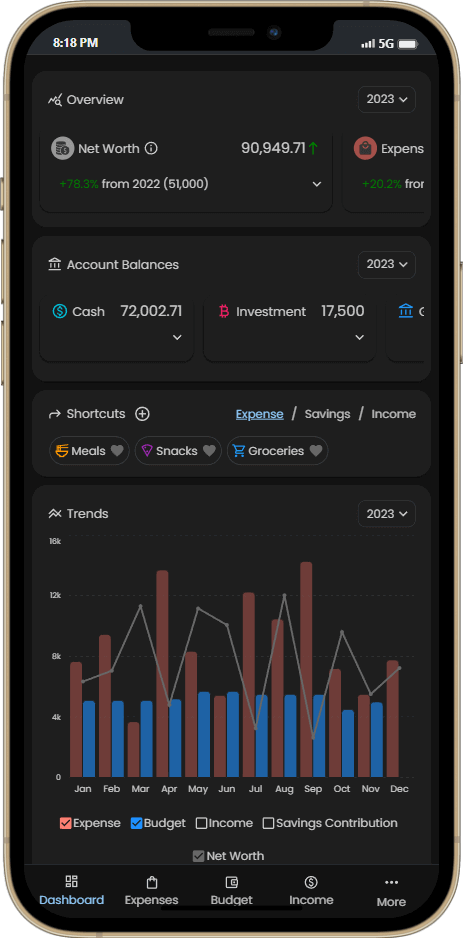 8:18 PM 5G
Overview 2023
Net Worth 90,949.71 Expens
+78.3% from 2022 (51,000) +20.2% fror
Account Balances 2023
Cash 72,002.71 Investment 17,500
Shortcuts Expense / Savings / Income
Meals Snacks Groceries
Trends 2023
16k
12k
8k
4k
0
Jan Feb Mar Apr May Jun Jul Aug Sep Oct Nov Dec
Expense Budget Income Savings Contribution
Net Worth
Dashboard Expenses Budget Income More